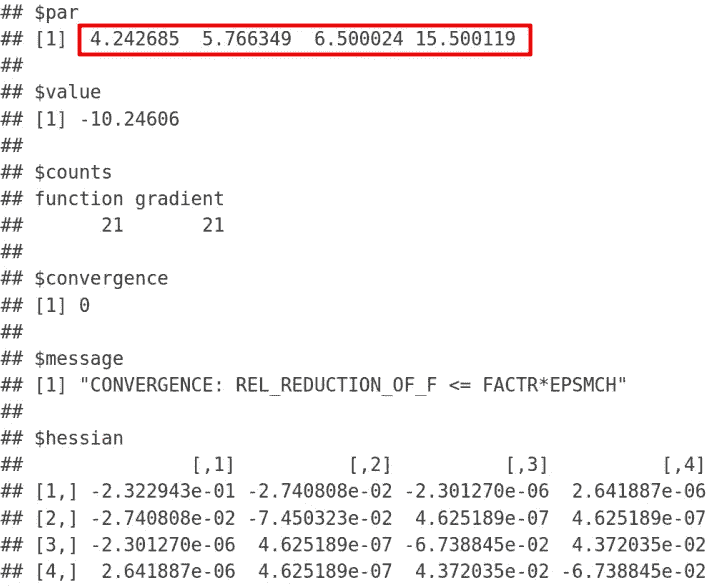 ## $par
## [1]  4.242685  5.766349  6.500024 15.500119
##
## $value
## [1] -10.24606
##
## $counts
## function gradient
##       21       21
##
## $convergence
## [1] 0
##
## $message
## [1] "CONVERGENCE: REL_REDUCTION_OF_F <= FACTR*EPSMCH"
##
## $hessian
##               [,1]          [,2]          [,3]          [,4]
## [1,] -2.322943e-01 -2.740808e-02 -2.301270e-06  2.641887e-06
## [2,] -2.740808e-02 -7.450323e-02  4.625189e-07  4.625189e-07
## [3,] -2.301270e-06  4.625189e-07 -6.738845e-02  4.372035e-02
## [4,]  2.641887e-06  4.625189e-07  4.372035e-02 -6.738845e-02